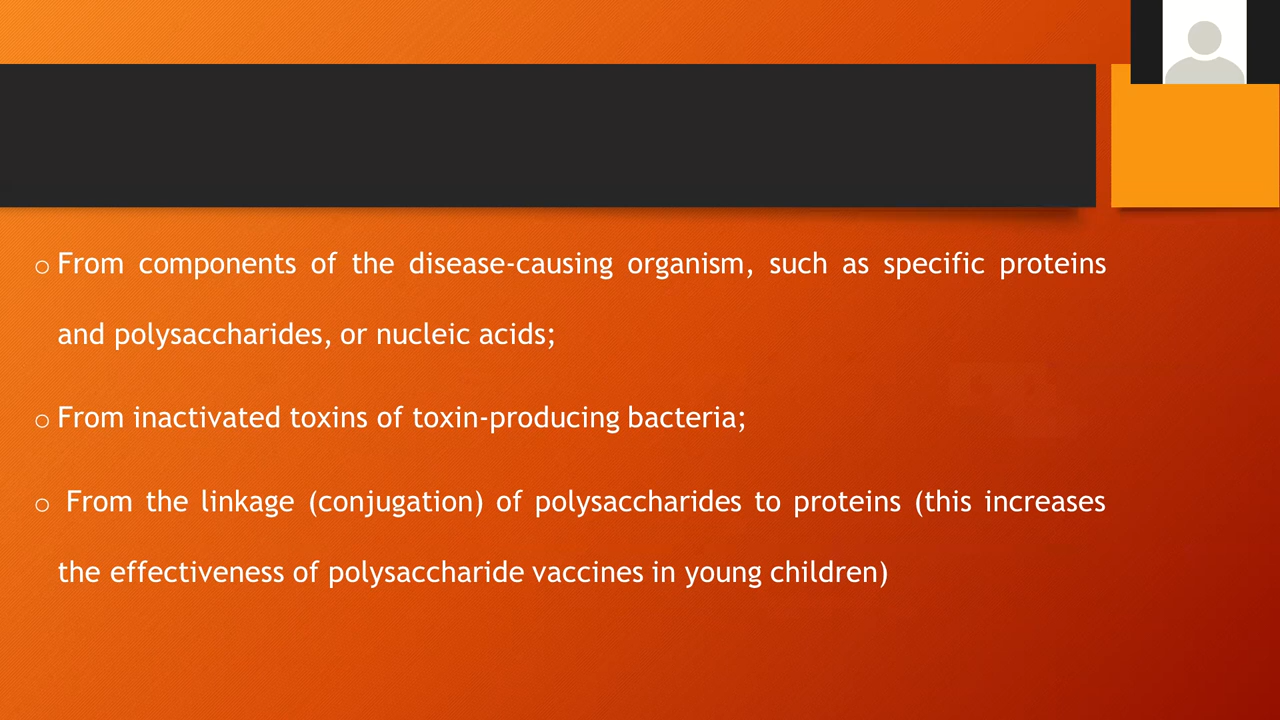 o From components of the disease-causing organism, such as specific proteins
and polysaccharides, or nucleic acids;
o From inactivated toxins of toxin-producing bacteria;
o From the linkage (conjugation) of polysaccharides to proteins (this increases
the effectiveness of polysaccharide vaccines in young children)